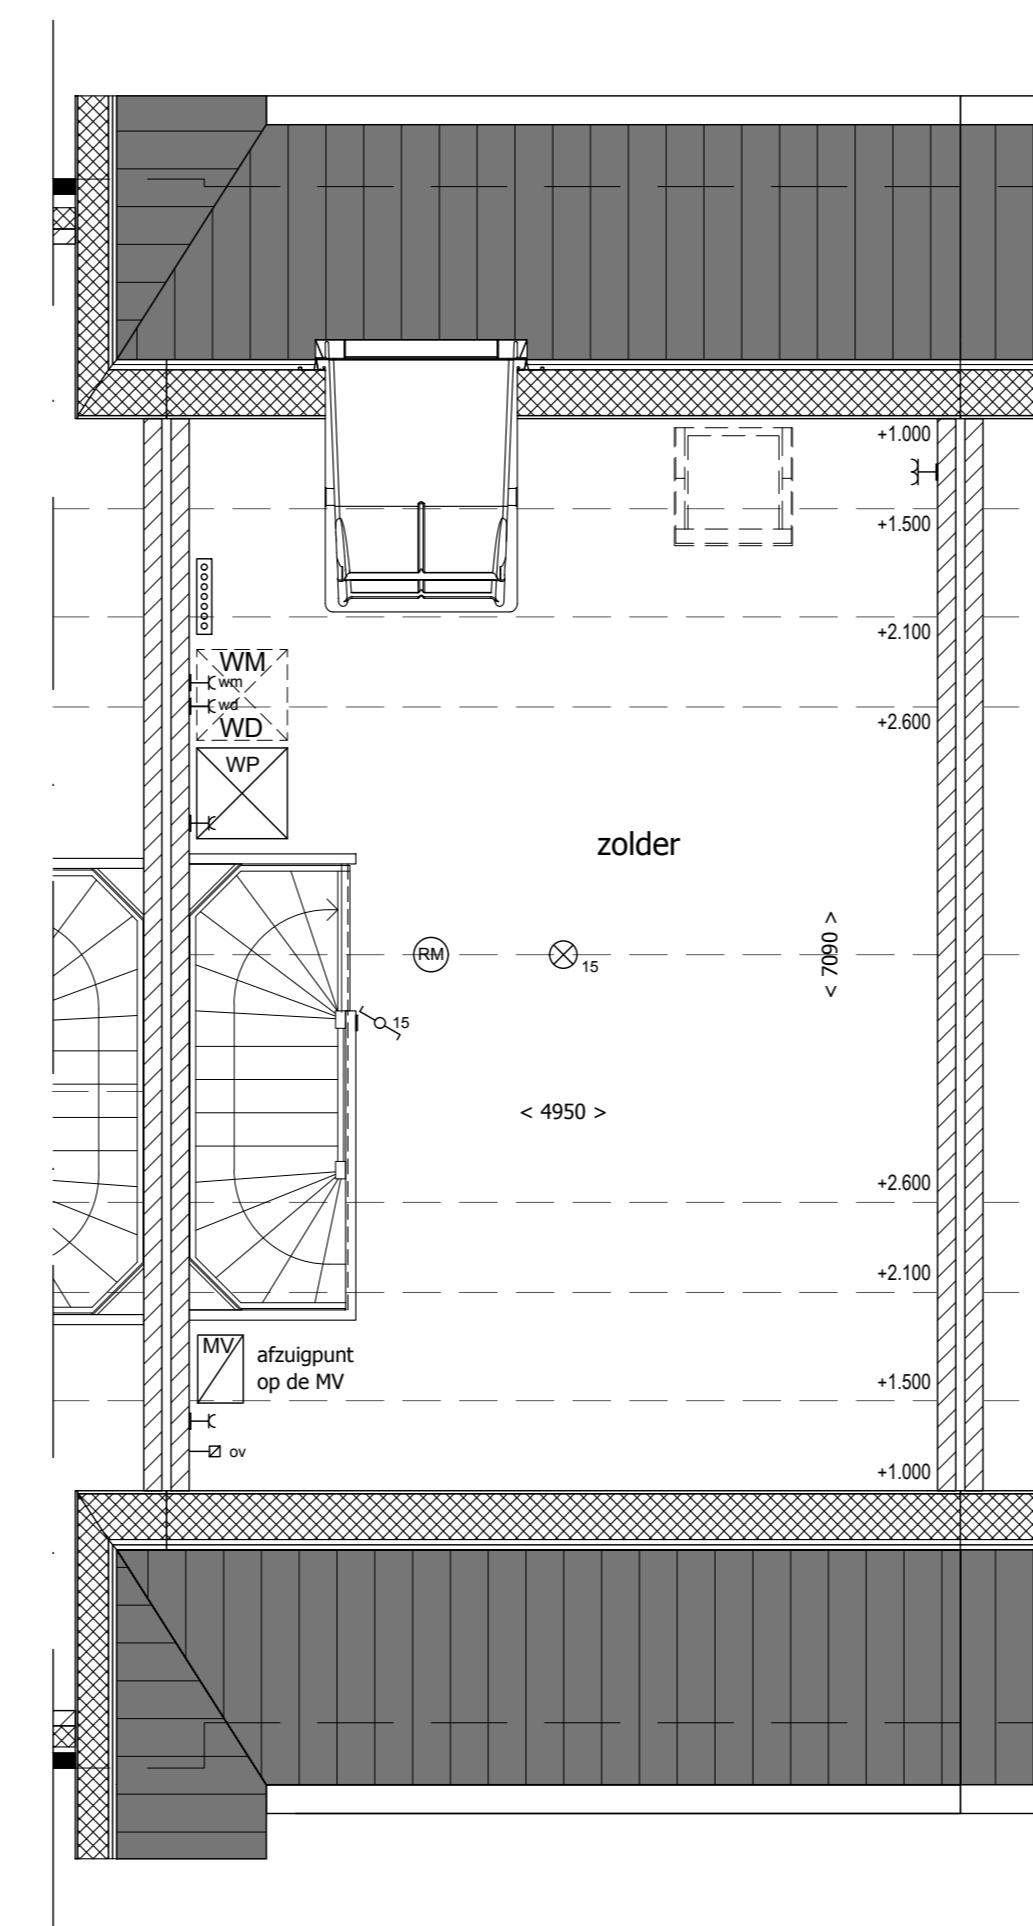 +1.000
+1.500
+2.100
WM
wm
wd
WD
+2.600
WP
zolder
< 7090 >
RM
15
15
< 4950 >
+2.600
+2.100
MV
afzuigpunt
op de MV
+1.500
ov
+1.000